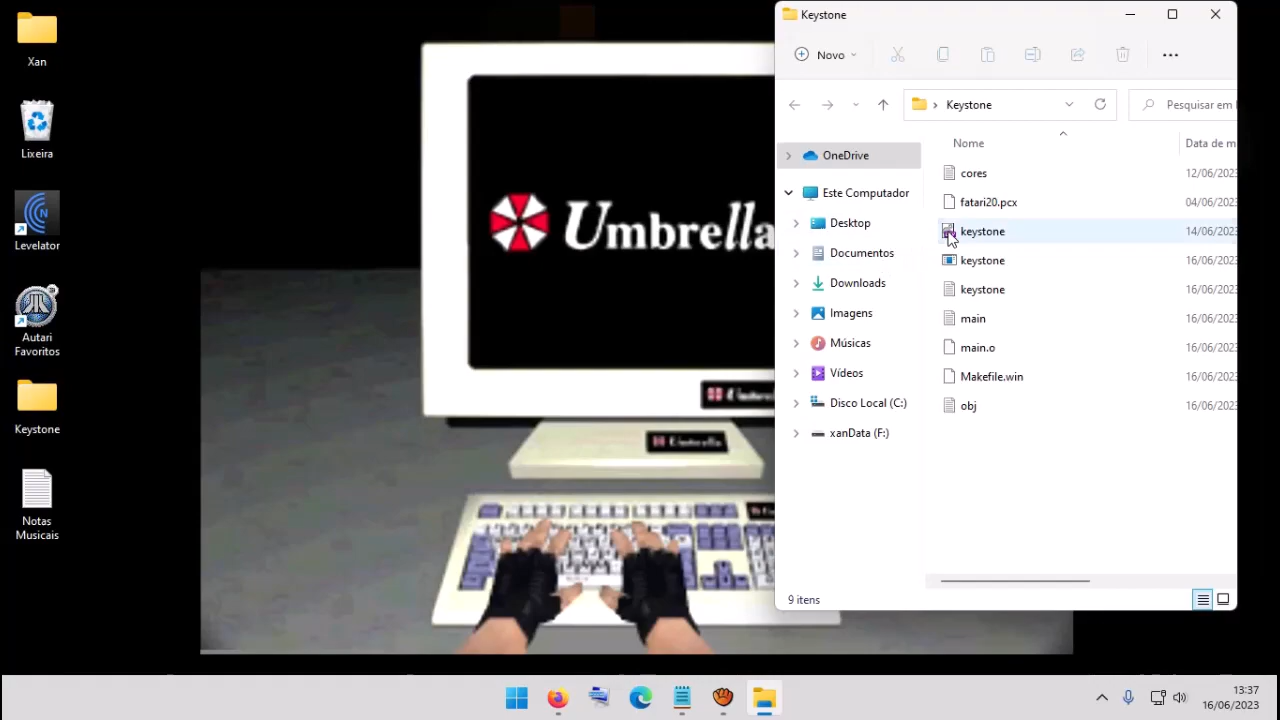 Xan
Lixeira
Levelator
Autari
Favoritos
Keystone
Notas
Musicais
Umbrella
Umbrella
Keystone
Novo
Keystone
Pesquisar em
Nome
Data de m
OneDrive
Este Computador
Desktop
Documentos
Downloads
Imagens
Músicas
Vídeos
Disco Local (C:)
xanData (F:)
cores 12/06/2023
fatari20.pcx 04/06/2023
keystone 14/06/2023
keystone 16/06/2023
keystone 16/06/2023
main 16/06/2023
main.o 16/06/2023
Makefile.win 16/06/2023
obj 16/06/2023
9 itens
13:37
16/06/2023